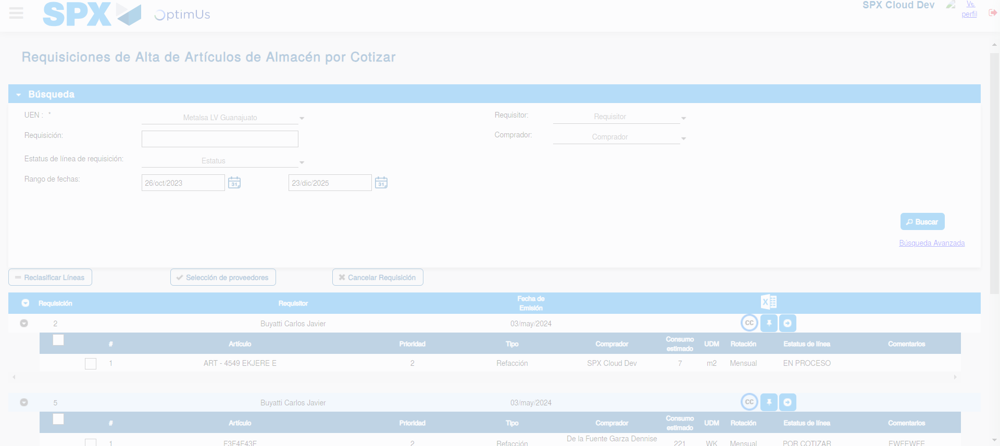 SPX OptimUs
SPX Cloud Dev
perfil
Requisiciones de Alta de Artículos de Almacén por Cotizar
Búsqueda
UEN : * Metalsa LV Guanajuato Requisitor: Requisitor
Requisición: Comprador: Comprador
Estatus de línea de requisición: Estatus
Rango de fechas: 26/oct/2023 31 23/dic/2025 31
Buscar
Búsqueda Avanzada
Reclasificar Líneas Selección de proveedores Cancelar Requisición
Requisición Requisitor Fecha de Emisión X
2 Buyatti Carlos Javier 03/may/2024 CC
# Artículo Prioridad Tipo Comprador Consumo estimado UDM Rotación Estatus de línea Comentarios
1 ART - 4549 EKJERE E 2 Refacción SPX Cloud Dev 7 m2 Mensual EN PROCESO
5 Buyatti Carlos Javier 03/may/2024 CC
# Artículo Prioridad Tipo Comprador Consumo estimado UDM Rotación Estatus de línea Comentarios
1 F3F4F43F 2 Refacción De la Fuente Garza Dennise 221 WK Mensual POR COTIZAR